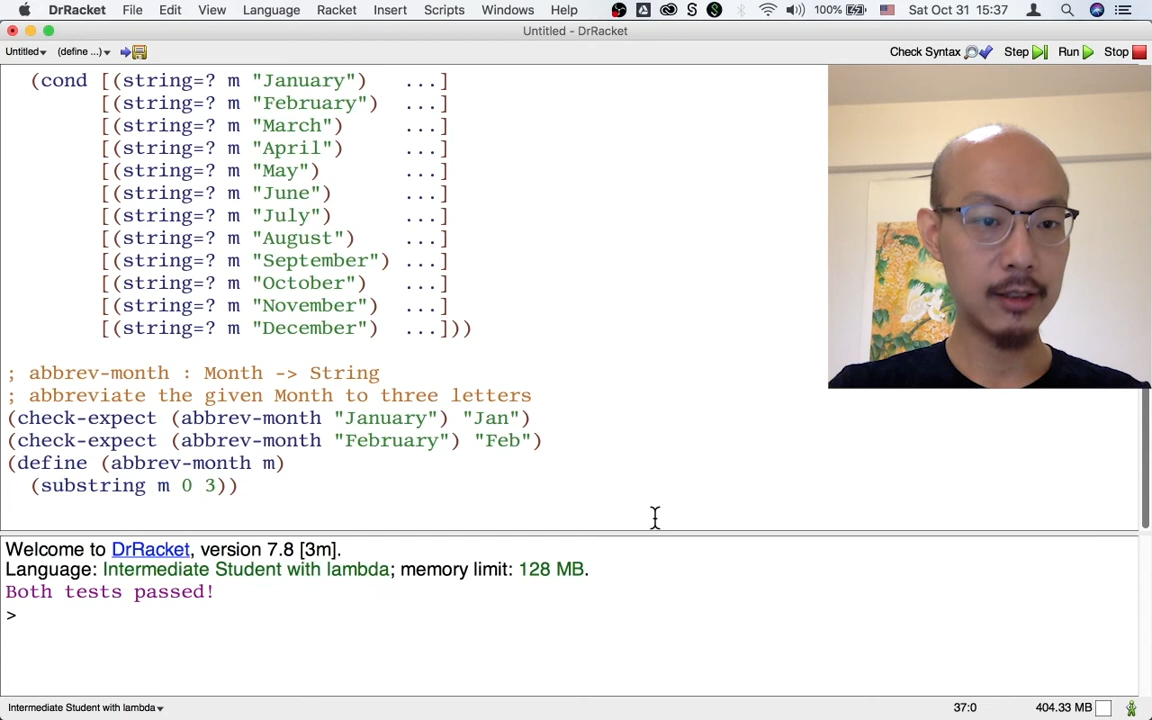 DrRacket File Edit View Language Racket Insert Scripts Windows Help 100% Sat Oct 31 15:37
Untitled - DrRacket
Untitled (define ...) Check Syntax Step Run Stop
(cond [(string=? m "January") ...]
[(string=? m "February") ...]
[(string=? m "March") ...]
[(string=? m "April") ...]
[(string=? m "May") ...]
[(string=? m "June") ...]
[(string=? m "July") ...]
[(string=? m "August") ...]
[(string=? m "September") ...]
[(string=? m "October") ...]
[(string=? m "November") ...]
[(string=? m "December") ...]))
; abbrev-month : Month -> String
; abbreviate the given Month to three letters
(check-expect (abbrev-month "January") "Jan")
(check-expect (abbrev-month "February") "Feb")
(define (abbrev-month m)
(substring m 0 3))
Welcome to DrRacket, version 7.8 [3m].
Language: Intermediate Student with lambda; memory limit: 128 MB.
Both tests passed!
>
Intermediate Student with lambda 37:0 404.33 MB